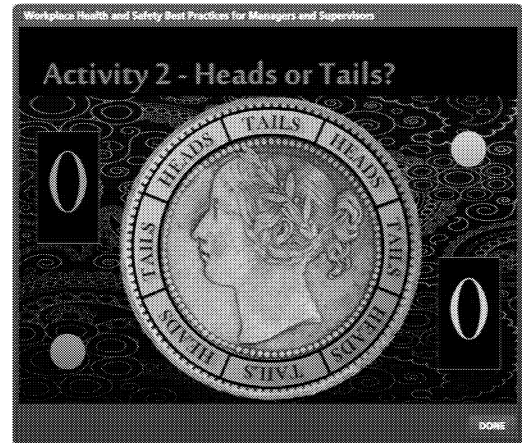 Workplace Health and Safety Best Practices for Managers and Supervisors
Activity 2 - Heads or Tails?
TAILS
HEADS
HEADS
0
TAILS
TAILS
0
HEADS
HEADS
TAILS
DONE